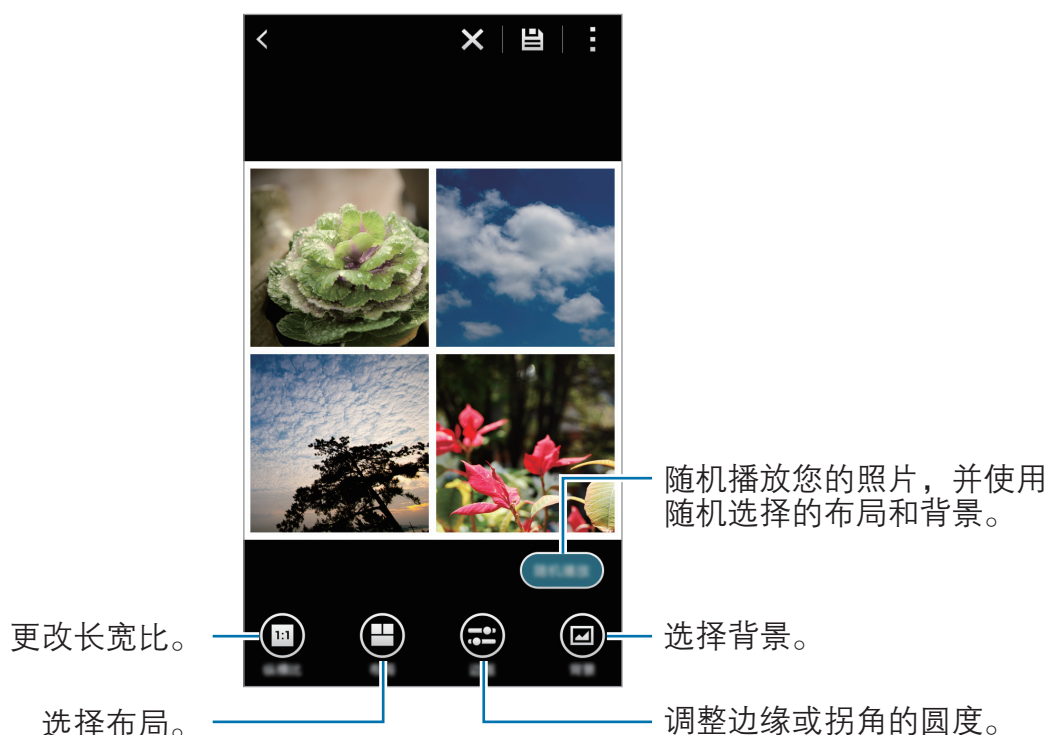 随机播放您的照片，并使用
随机选择的布局和背景。
1:1
更改长宽比。
选择背景。
选择布局。
调整边缘或拐角的圆度。